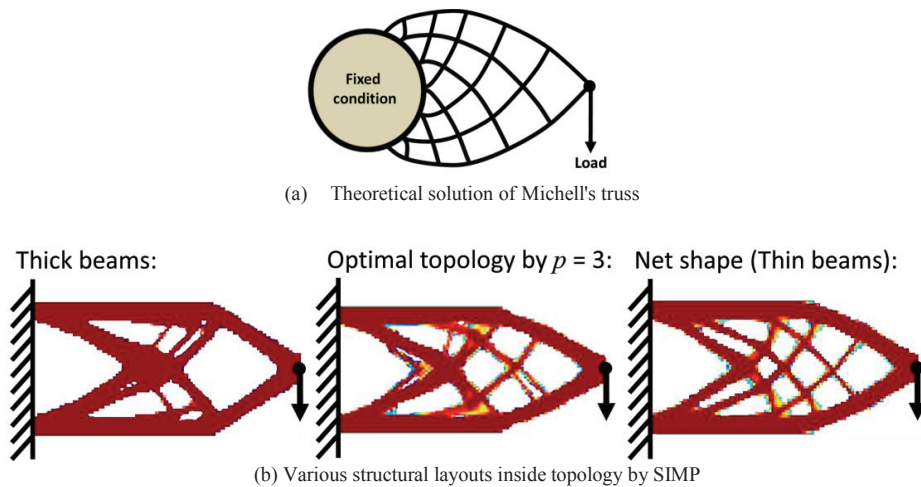 Fixed
condition
Load
(a) Theoretical solution of Michell's truss
Thick beams:
Optimal topology by p = 3:
Net shape (Thin beams):
(b) Various structural layouts inside topology by SIMP